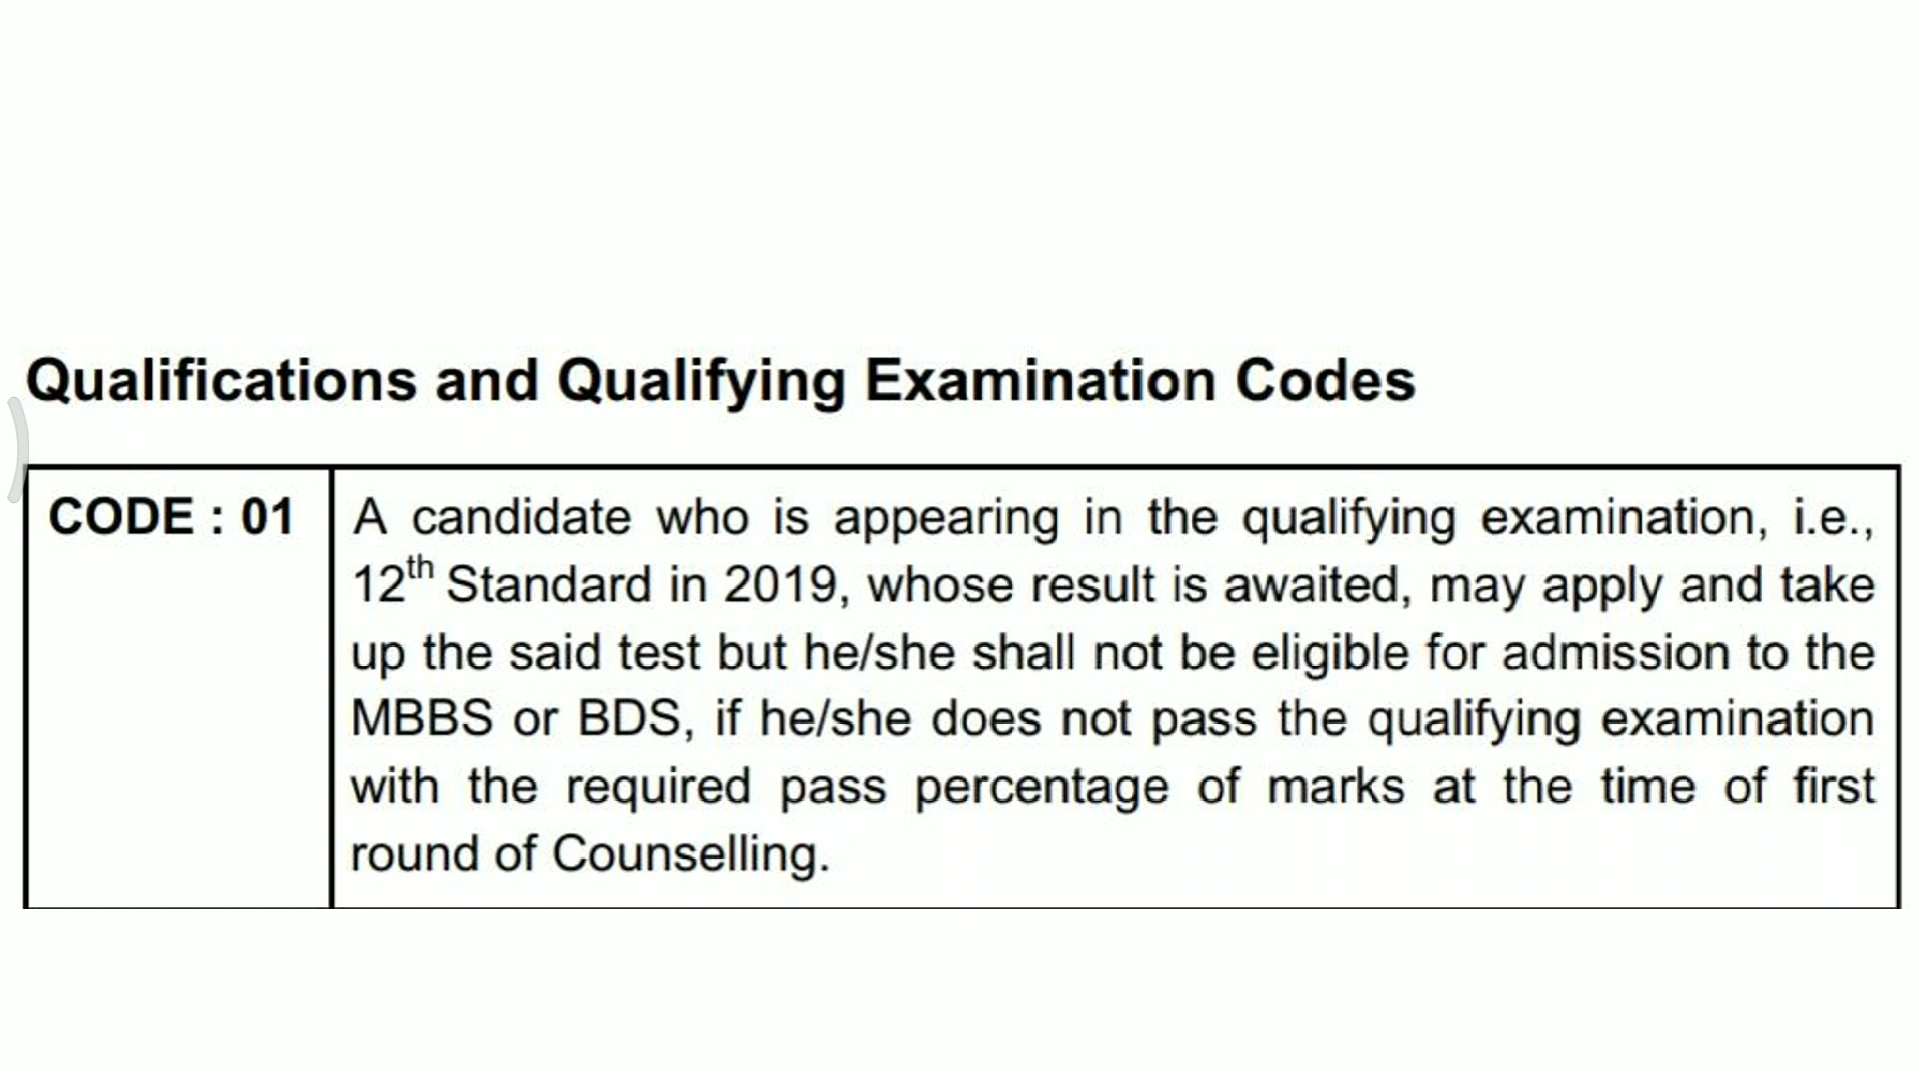 Qualifications and Qualifying Examination Codes
CODE : 01
A candidate who is appearing in the qualifying examination, i.e.,
12th Standard in 2019, whose result is awaited, may apply and take
up the said test but he/she shall not be eligible for admission to the
MBBS or BDS, if he/she does not pass the qualifying examination
with the required pass percentage of marks at the time of first
round of Counselling.